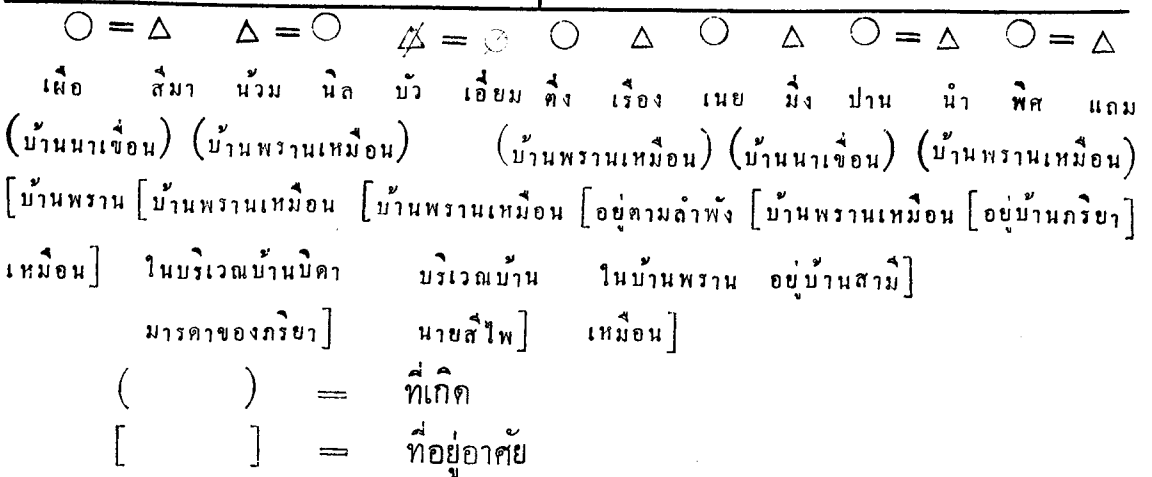 ○ = △ △ = ○ △ = ○ ○ △ ○ △ ○ = △ ○ = △
เผือ สีมา น้วม นิล บัว เอี่ยม ติ่ง เรือง เนย มิ่ง ปาน นำ พิศ แถม
(บ้านนาเขื่อน) (บ้านพรานเหมือน) (บ้านพรานเหมือน) (บ้านนาเขื่อน) (บ้านพรานเหมือน)
[บ้านพราน [บ้านพรานเหมือน [บ้านพรานเหมือน [อยู่ตามลำพัง [บ้านพรานเหมือน [อยู่บ้านภริยา]
เหมือน] ในบริเวณบ้านบิดา บริเวณบ้าน ในบ้านพราน อยู่บ้านสามี]
มารดาของภริยา] นายสีไพ] เหมือน]
( ) = ที่เกิด
[ ] = ที่อยู่อาศัย